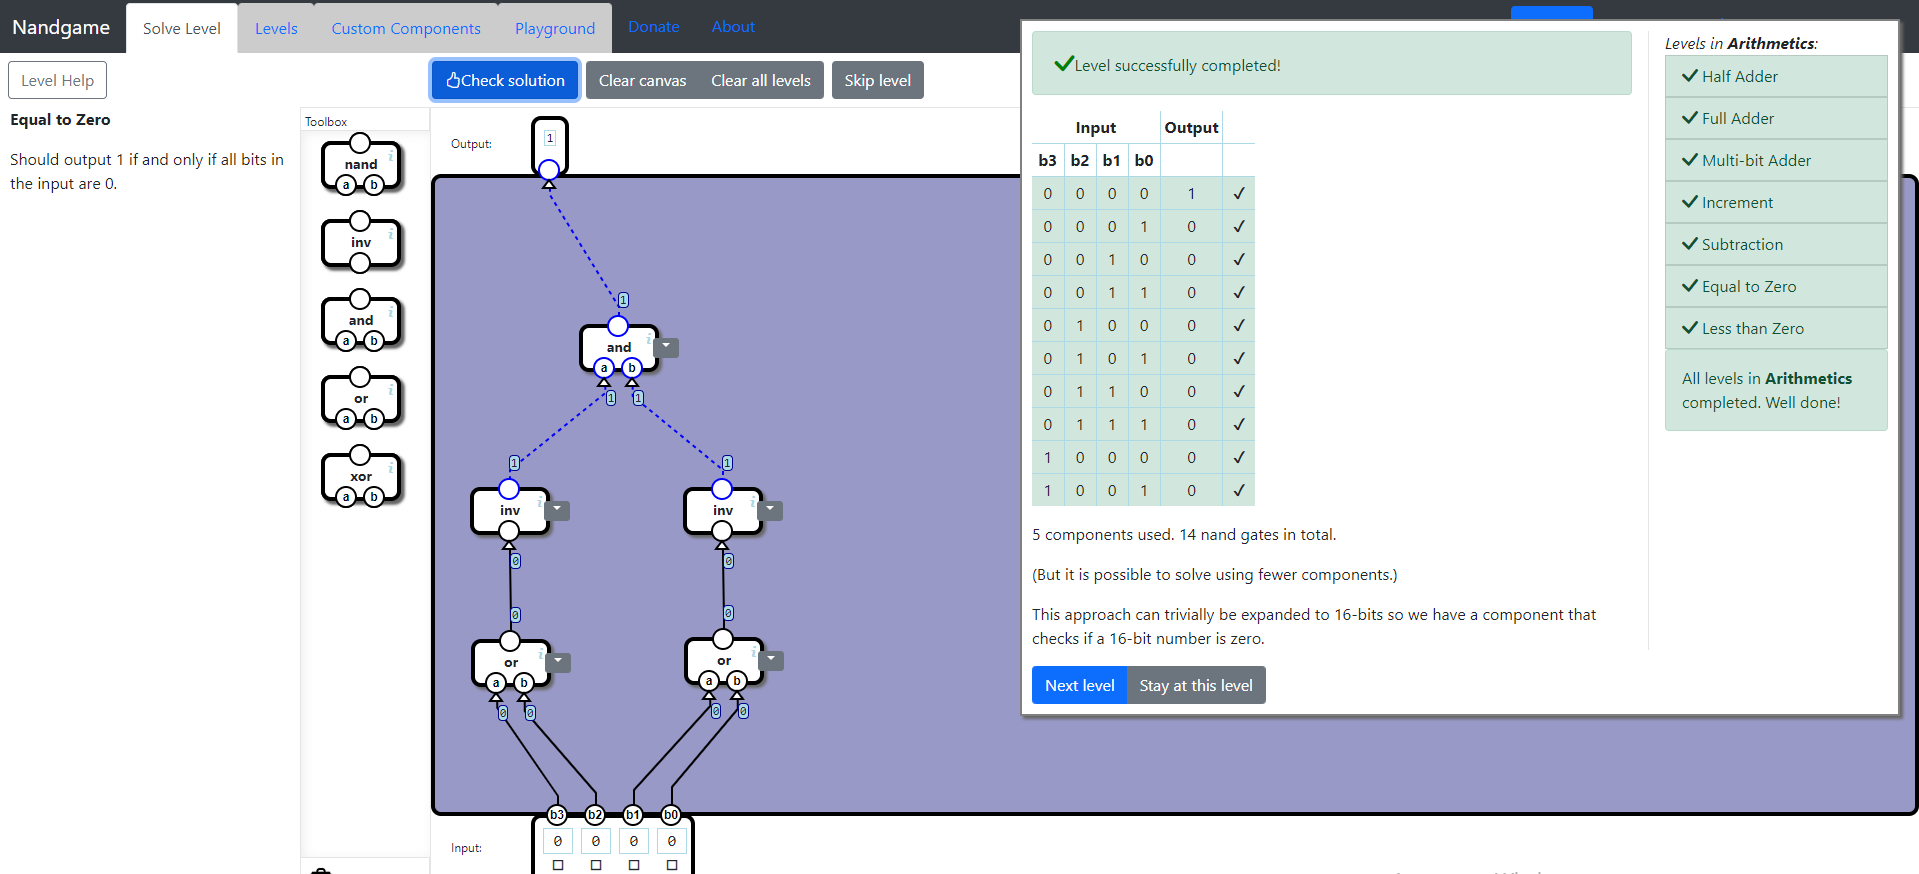 Nandgame
Solve Level
Levels
Custom Components
Playground
Donate
About
Level Help
Check solution
Clear canvas
Clear all levels
Skip level
Equal to Zero
Should output 1 if and only if all bits in
the input are 0.
Toolbox
nand
a b
inv
and
a b
or
a b
xor
a b
Output:
1
1
and
a b
1 1
1 1
inv inv
0 0
0 0
or or
a b a b
0 0 0 0
b3 b2 b1 b0
Input:
0 0 0 0
Level successfully completed!
Input Output
b3 b2 b1 b0
0 0 0 0 1 ✓
0 0 0 1 0 ✓
0 0 1 0 0 ✓
0 0 1 1 0 ✓
0 1 0 0 0 ✓
0 1 0 1 0 ✓
0 1 1 0 0 ✓
0 1 1 1 0 ✓
1 0 0 0 0 ✓
1 0 0 1 0 ✓
5 components used. 14 nand gates in total.
(But it is possible to solve using fewer components.)
This approach can trivially be expanded to 16-bits so we have a component that
checks if a 16-bit number is zero.
Next level
Stay at this level
Levels in Arithmetics:
Half Adder
Full Adder
Multi-bit Adder
Increment
Subtraction
Equal to Zero
Less than Zero
All levels in Arithmetics
completed. Well done!